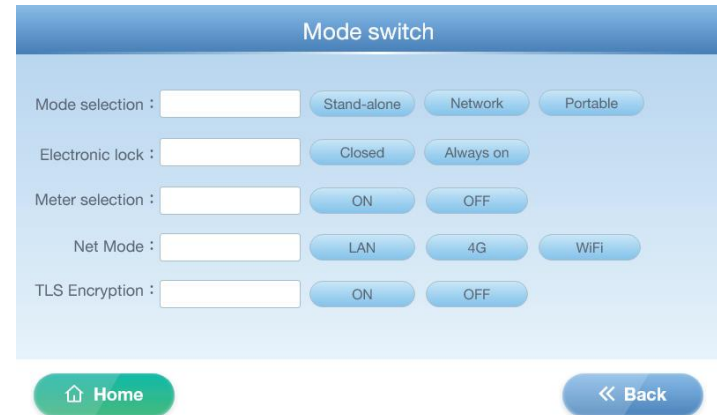 Mode switch
Mode selection： Stand-alone Network Portable
Electronic lock： Closed Always on
Meter selection： ON OFF
Net Mode： LAN 4G WiFi
TLS Encryption： ON OFF
Home Back